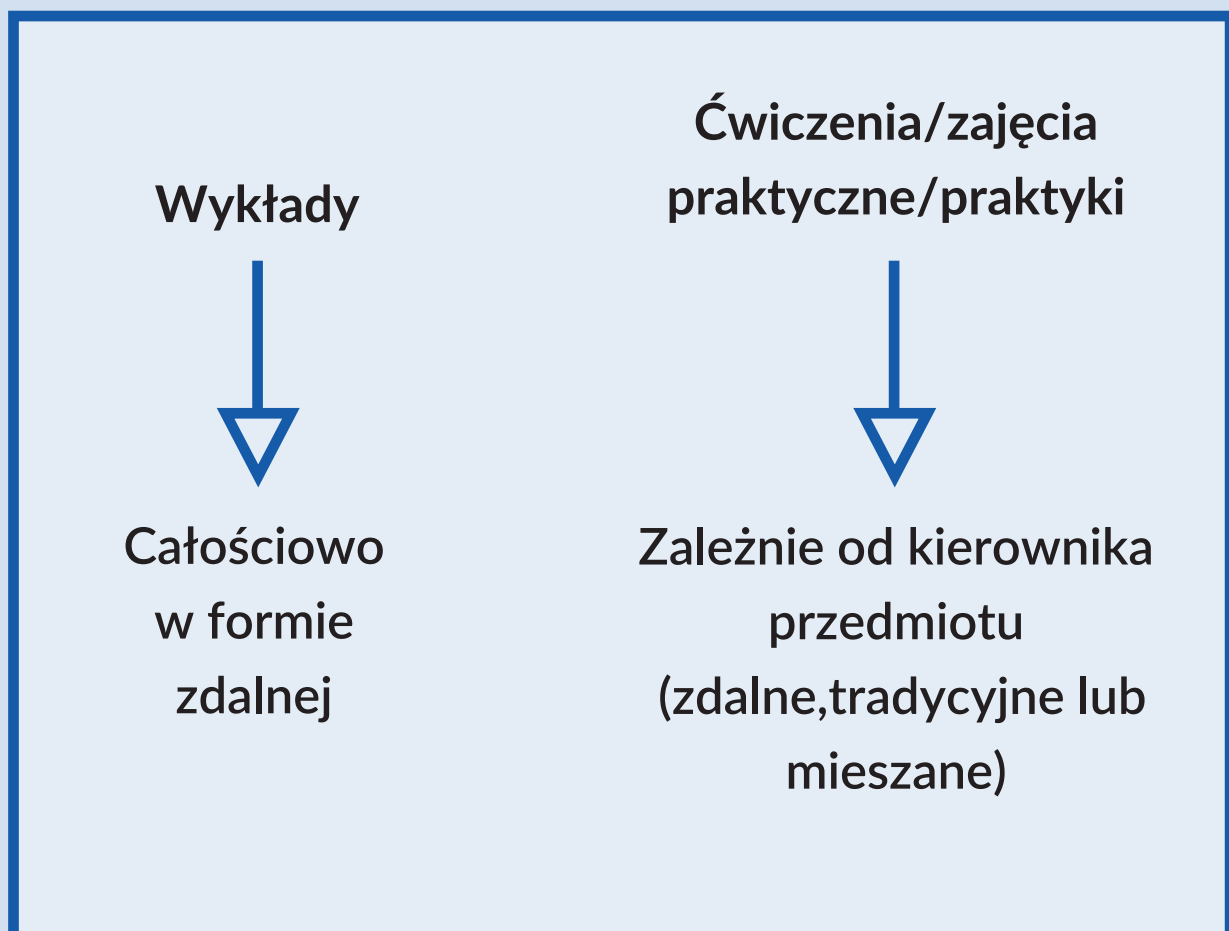 Wykłady
Całościowo
w formie
zdalnej
Ćwiczenia/zajęcia
praktyczne/praktyki
Zależnie od kierownika
przedmiotu
(zdalne,tradycyjne lub
mieszane)